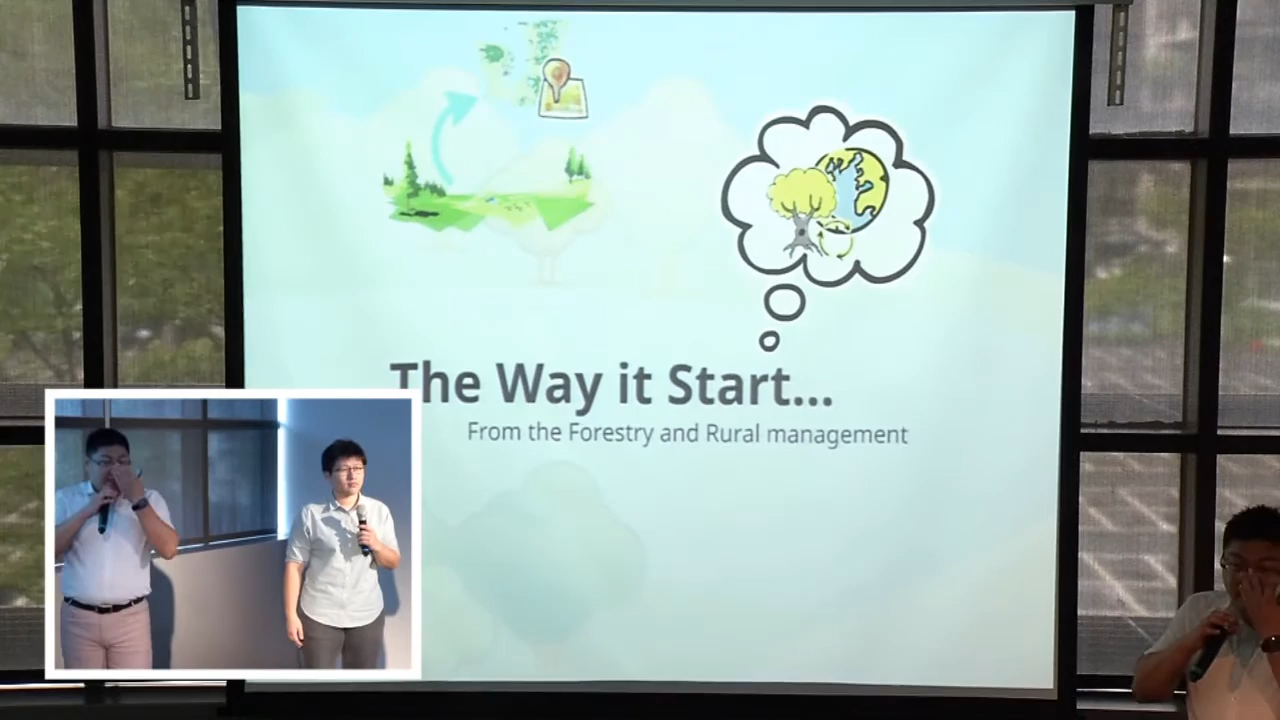 The Way it Start...
From the Forestry and Rural management